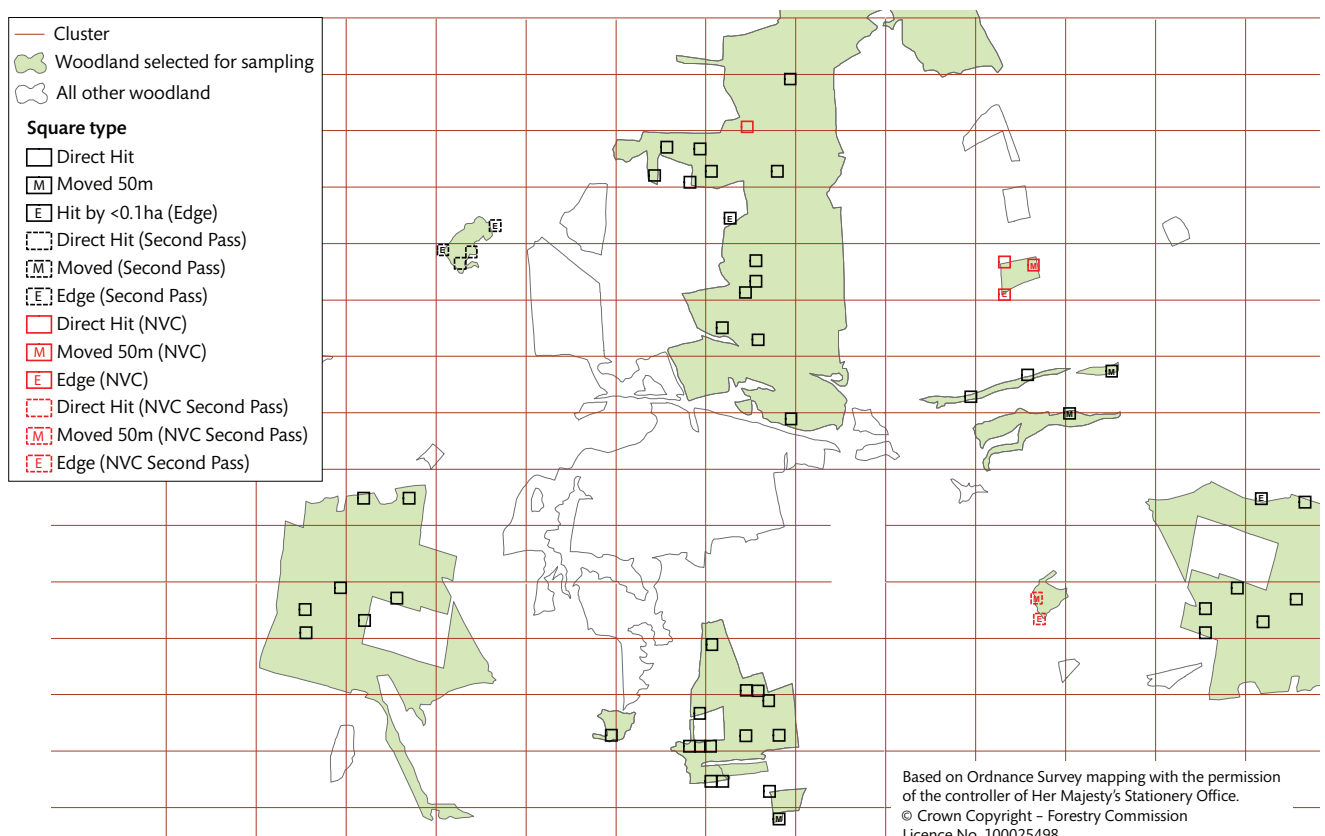 Cluster
Woodland selected for sampling
All other woodland
Square type
Direct Hit
M Moved 50m
E Hit by <0.1ha (Edge)
Direct Hit (Second Pass)
M Moved (Second Pass)
E Edge (Second Pass)
Direct Hit (NVC)
M Moved 50m (NVC)
E Edge (NVC)
Direct Hit (NVC Second Pass)
M Moved 50m (NVC Second Pass)
E Edge (NVC Second Pass)
E
E
E
M
E
M
M
E
M
E
M
Based on Ordnance Survey mapping with the permission
of the controller of Her Majesty's Stationery Office.
© Crown Copyright – Forestry Commission
Licence No. 100025498